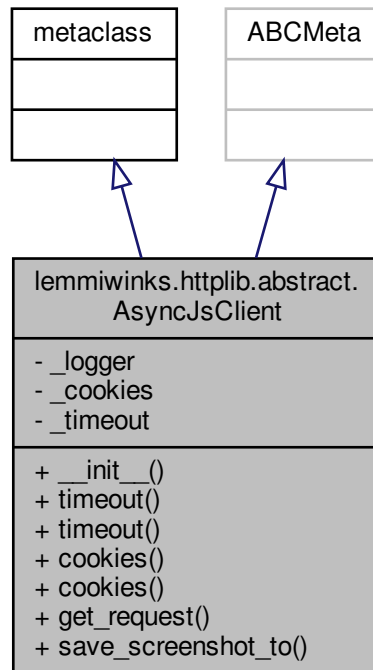 metaclass
ABCMeta
lemmiwinks.httplib.abstract.
AsyncJsClient
- _logger
- _cookies
- _timeout
+ __init__()
+ timeout()
+ timeout()
+ cookies()
+ cookies()
+ get_request()
+ save_screenshot_to()